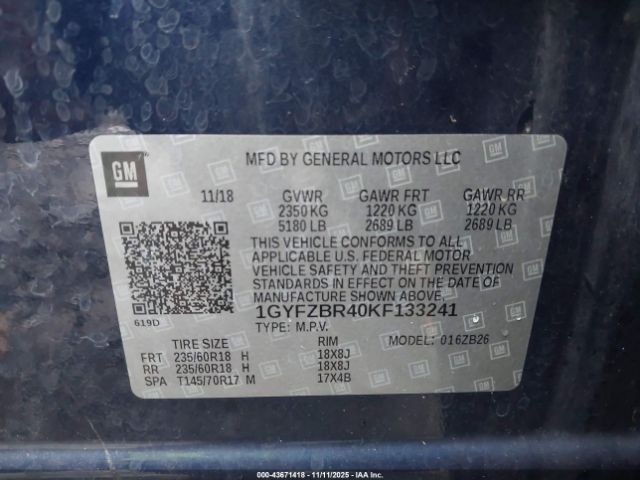 GM
MFD BY GENERAL MOTORS LLC
11/18 GVWR GAWR FRT GAWR RR
2350 KG 1220 KG 1220 KG
5180 LB 2689 LB 2689 LB
THIS VEHICLE CONFORMS TO ALL
APPLICABLE U.S. FEDERAL MOTOR
VEHICLE SAFETY AND THEFT PREVENTION
STANDARDS IN EFFECT ON THE DATE OF
MANUFACTURE SHOWN ABOVE.
619D
1GYFZBR40KF133241
TYPE: M.P.V. MODEL: 016ZB26
TIRE SIZE RIM
FRT 235/60R18 H 18X8J
RR 235/60R18 H 18X8J
SPA T145/70R17 M 17X4B
000-43671418 - 11/11/2025 - IAAI.COM